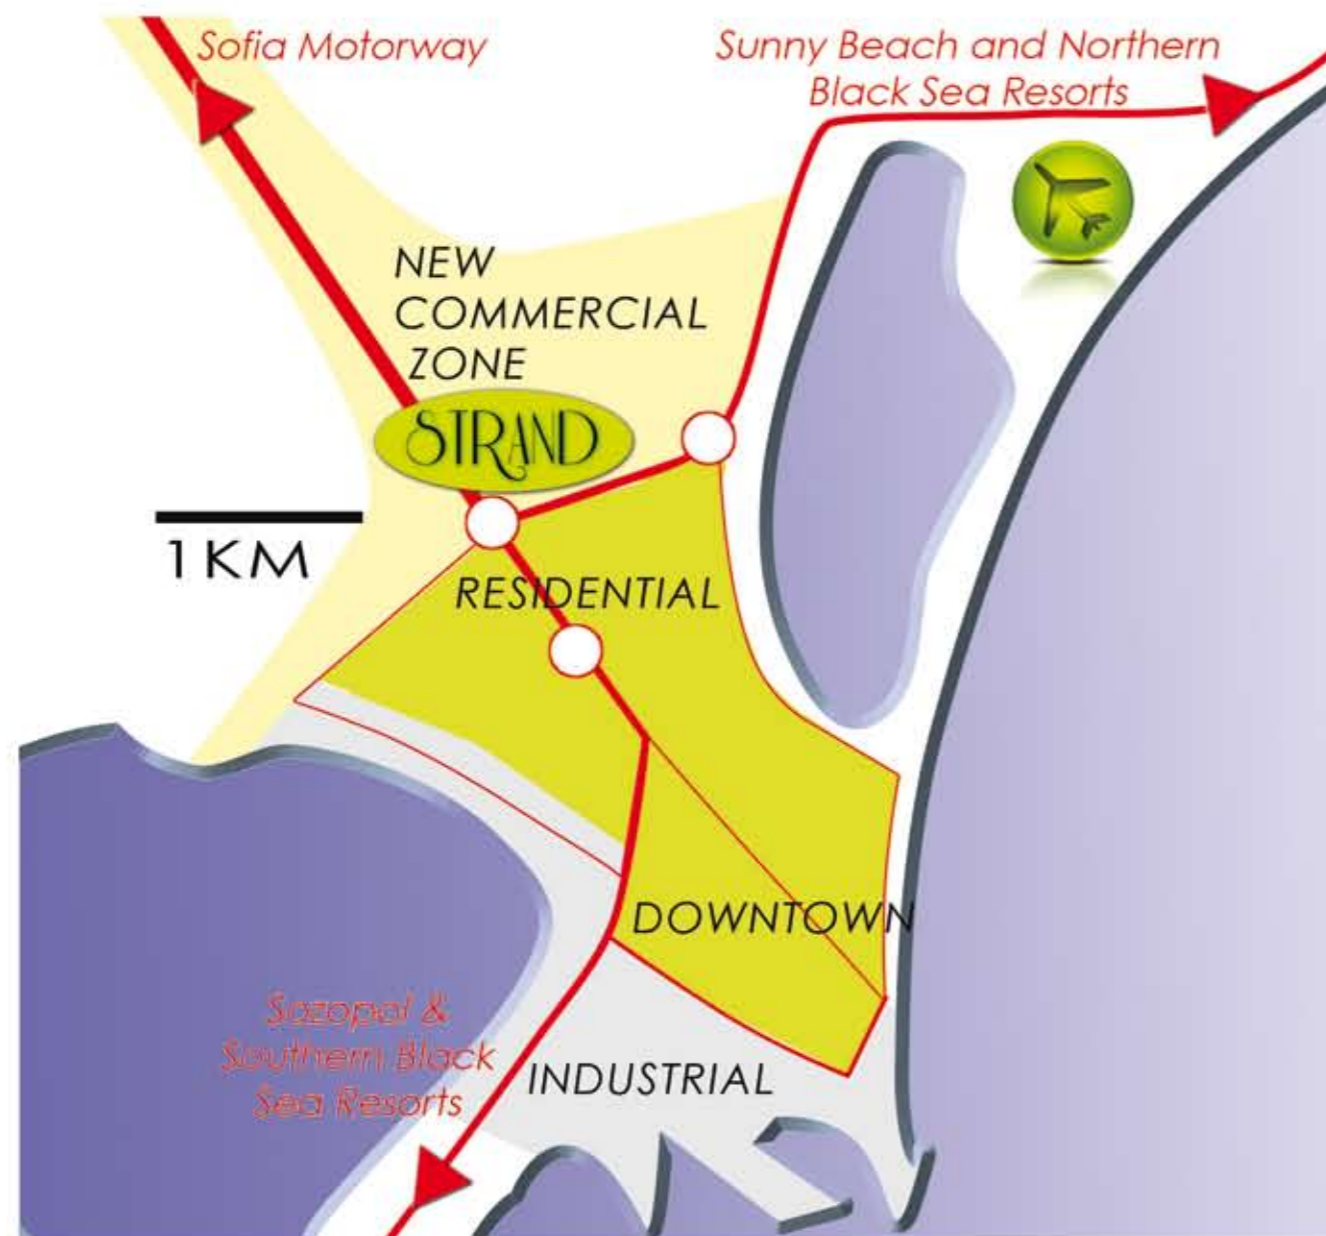 Sofia Motorway
Sunny Beach and Northern
Black Sea Resorts
NEW
COMMERCIAL
ZONE
STRAND
1KM
RESIDENTIAL
DOWNTOWN
Sozopol &
Southern Black
Sea Resorts
INDUSTRIAL